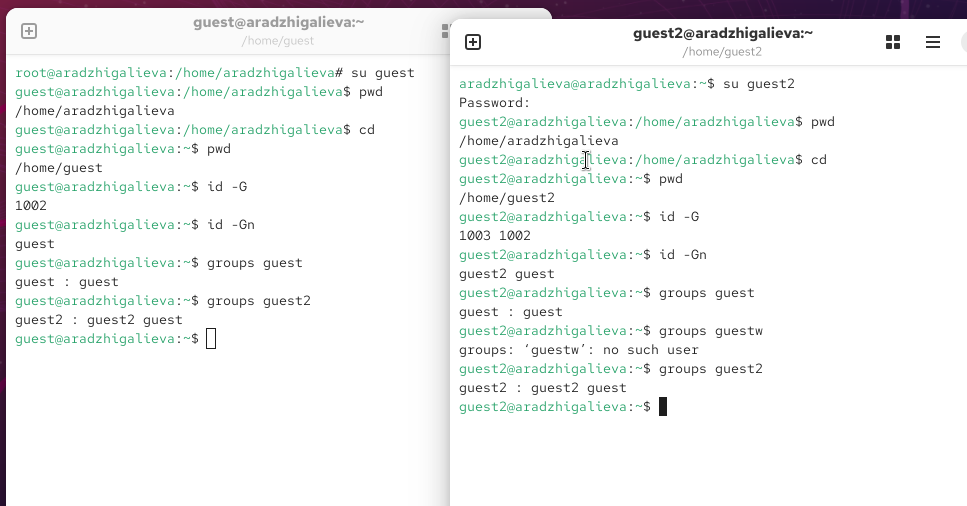 guest@aradzhigalieva:~
/home/guest
root@aradzhigalieva:/home/aradzhigalieva# su guest
guest@aradzhigalieva:/home/aradzhigalieva$ pwd
/home/aradzhigalieva
guest@aradzhigalieva:/home/aradzhigalieva$ cd
guest@aradzhigalieva:~$ pwd
/home/guest
guest@aradzhigalieva:~$ id -G
1002
guest@aradzhigalieva:~$ id -Gn
guest
guest@aradzhigalieva:~$ groups guest
guest : guest
guest@aradzhigalieva:~$ groups guest2
guest2 : guest2 guest
guest@aradzhigalieva:~$
guest2@aradzhigalieva:~
/home/guest2
aradzhigalieva@aradzhigalieva:~$ su guest2
Password:
guest2@aradzhigalieva:/home/aradzhigalieva$ pwd
/home/aradzhigalieva
guest2@aradzhigalieva:/home/aradzhigalieva$ cd
guest2@aradzhigalieva:~$ pwd
/home/guest2
guest2@aradzhigalieva:~$ id -G
1003 1002
guest2@aradzhigalieva:~$ id -Gn
guest2 guest
guest2@aradzhigalieva:~$ groups guest
guest : guest
guest2@aradzhigalieva:~$ groups guestw
groups: ‘guestw’: no such user
guest2@aradzhigalieva:~$ groups guest2
guest2 : guest2 guest
guest2@aradzhigalieva:~$